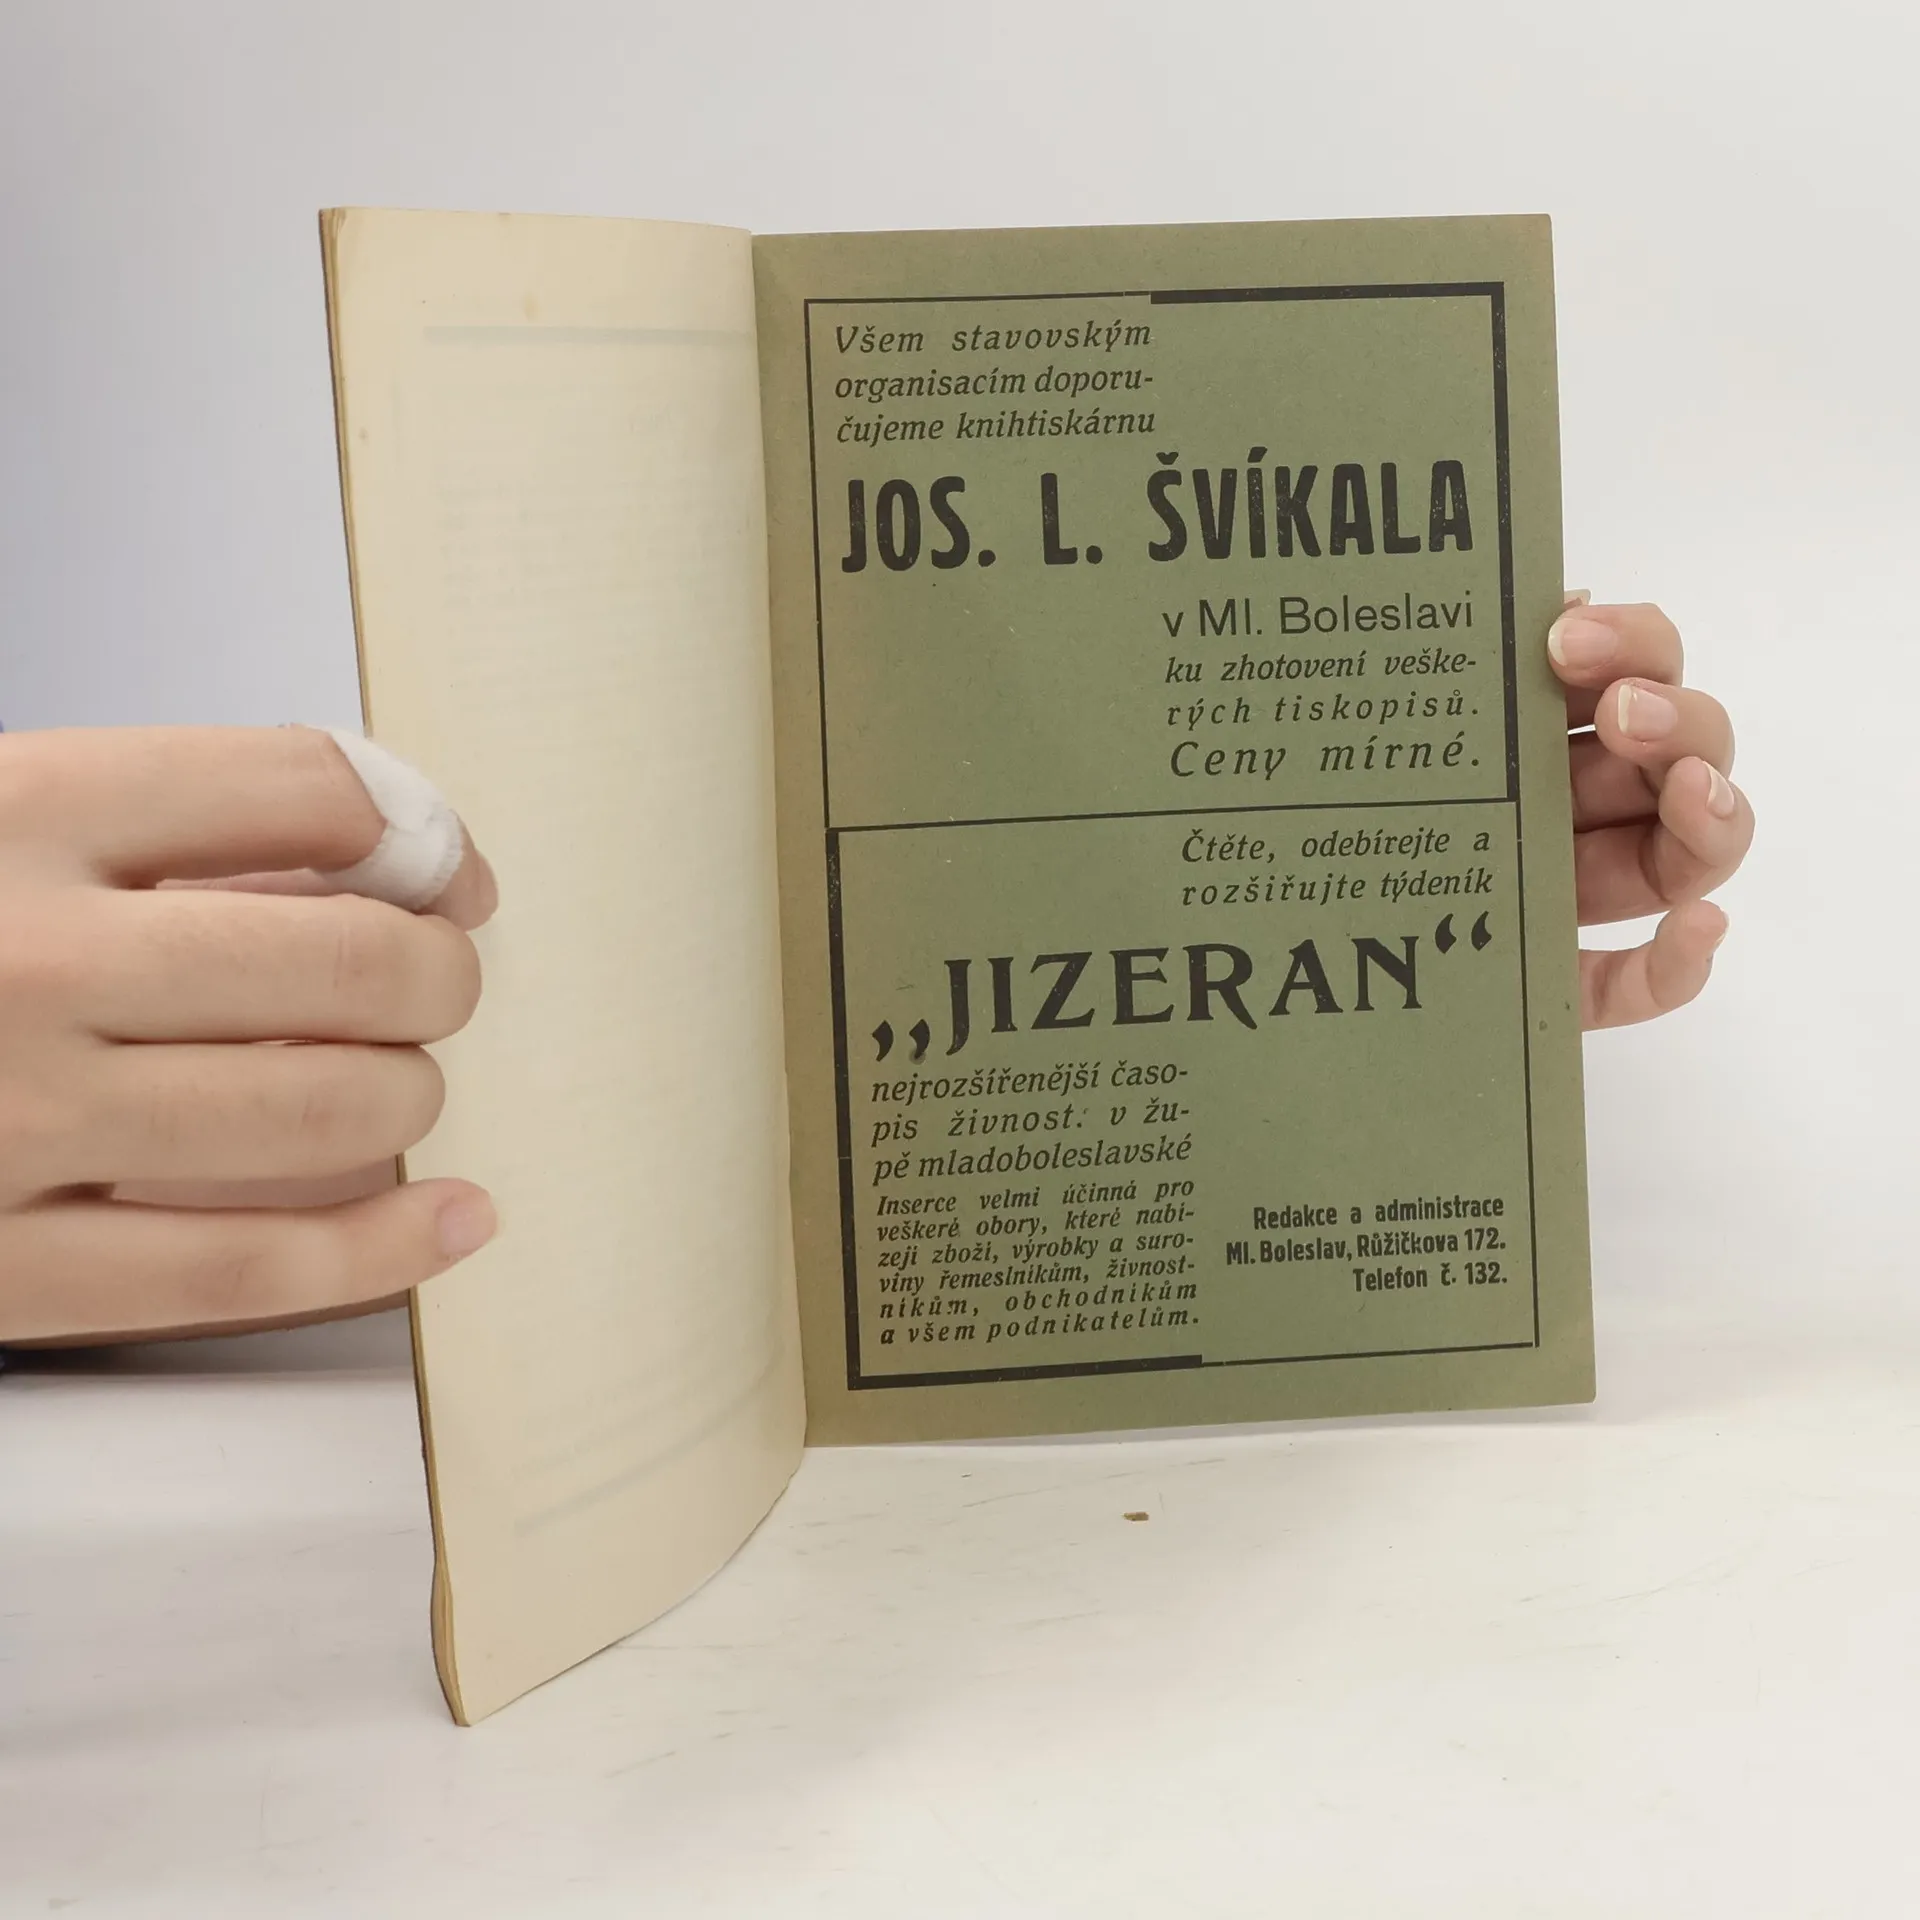 Všem stavovským
organisacím doporu-
čujeme knihtiskárnu
JOS. L. ŠVÍKALA
v Ml. Boleslavi
ku zhotovení veške-
rých tiskopisů.
Ceny mírné.
Čtěte, odebírejte a
rozšiřujte týdeník
„JIZERAN“
nejrozšířenější časo-
pis živnost. v žu-
pě mladoboleslavské
Inserce velmi účinná pro
veškeré obory, které nabí-
zejí zboží, výrobky a suro-
viny řemeslníkům, živnost-
níkům, obchodníkům
a všem podnikatelům.
Redakce a administrace
Ml. Boleslav, Růžičkova 172.
Telefon č. 132.